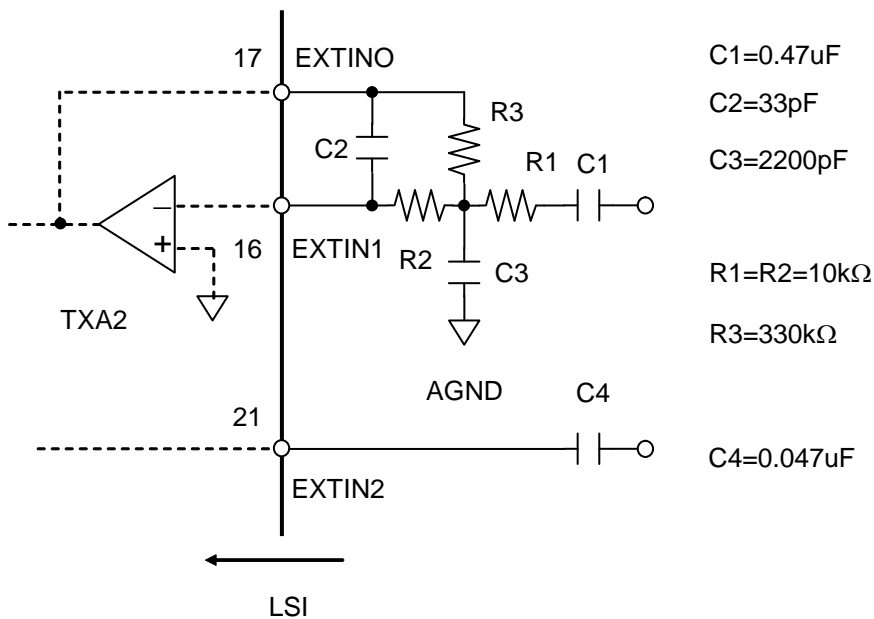 17 EXTINO
C1=0.47uF
C2=33pF
R3
C2
R1 C1
C3=2200pF
−
+
16 EXTIN1
R2
C3
R1=R2=10kΩ
TXA2
R3=330kΩ
AGND
C4
21
C4=0.047uF
EXTIN2
LSI